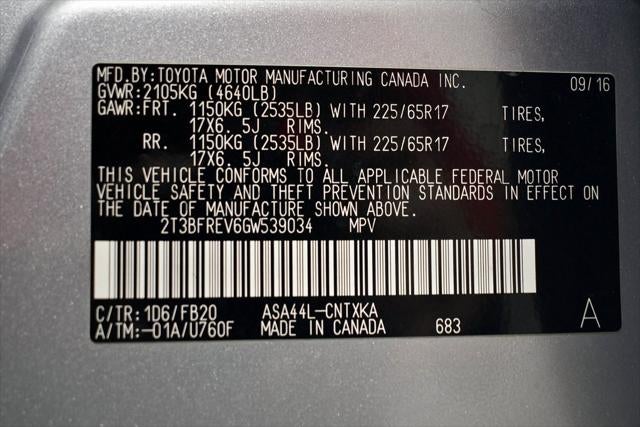 MFD.BY:TOYOTA MOTOR MANUFACTURING CANADA INC. 09/16
GVWR:2105KG (4640LB)
GAWR:FRT. 1150KG (2535LB) WITH 225/65R17 TIRES,
17X6.5J RIMS.
RR. 1150KG (2535LB) WITH 225/65R17 TIRES,
17X6.5J RIMS.
THIS VEHICLE CONFORMS TO ALL APPLICABLE FEDERAL MOTOR
VEHICLE SAFETY AND THEFT PREVENTION STANDARDS IN EFFECT ON
THE DATE OF MANUFACTURE SHOWN ABOVE.
2T3BFREV6GW539034 MPV
C/TR:1D6/FB20 ASA44L-CNTXKA A
A/TM:-01A/U760F MADE IN CANADA 683